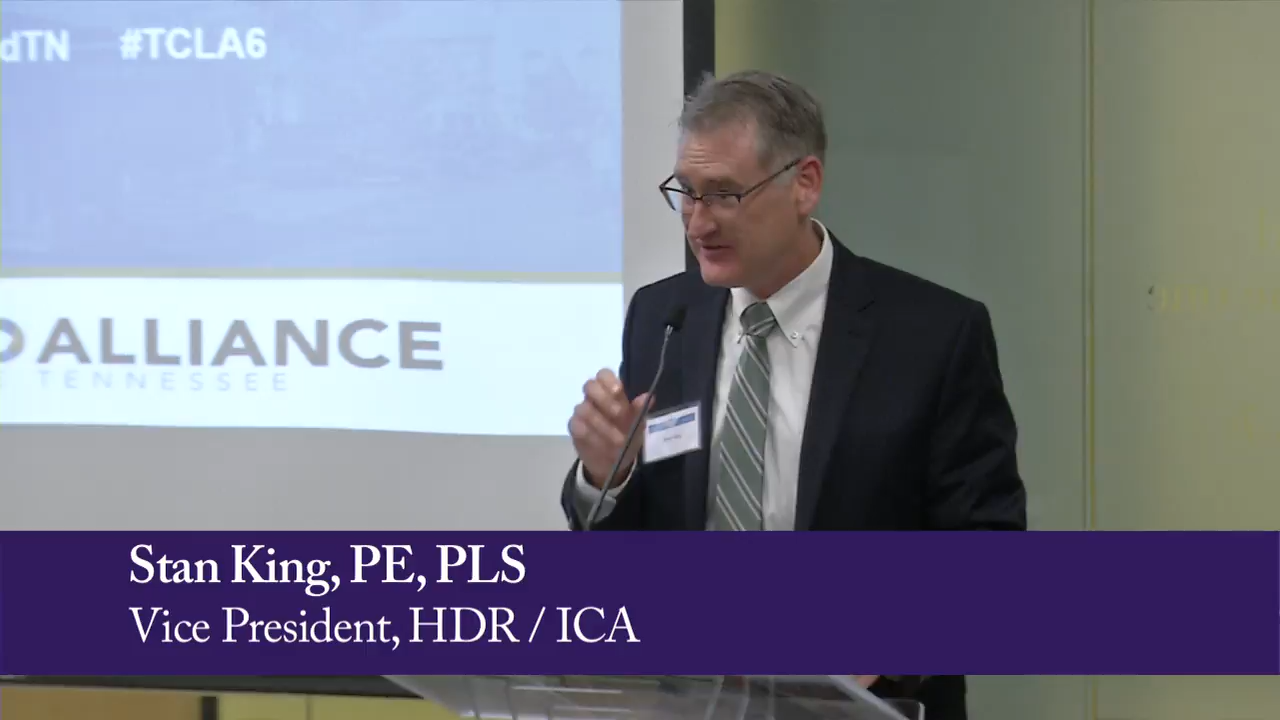 dTN #TCLA6
ALLIANCE
TENNESSEE
Stan King, PE, PLS
Vice President, HDR / ICA